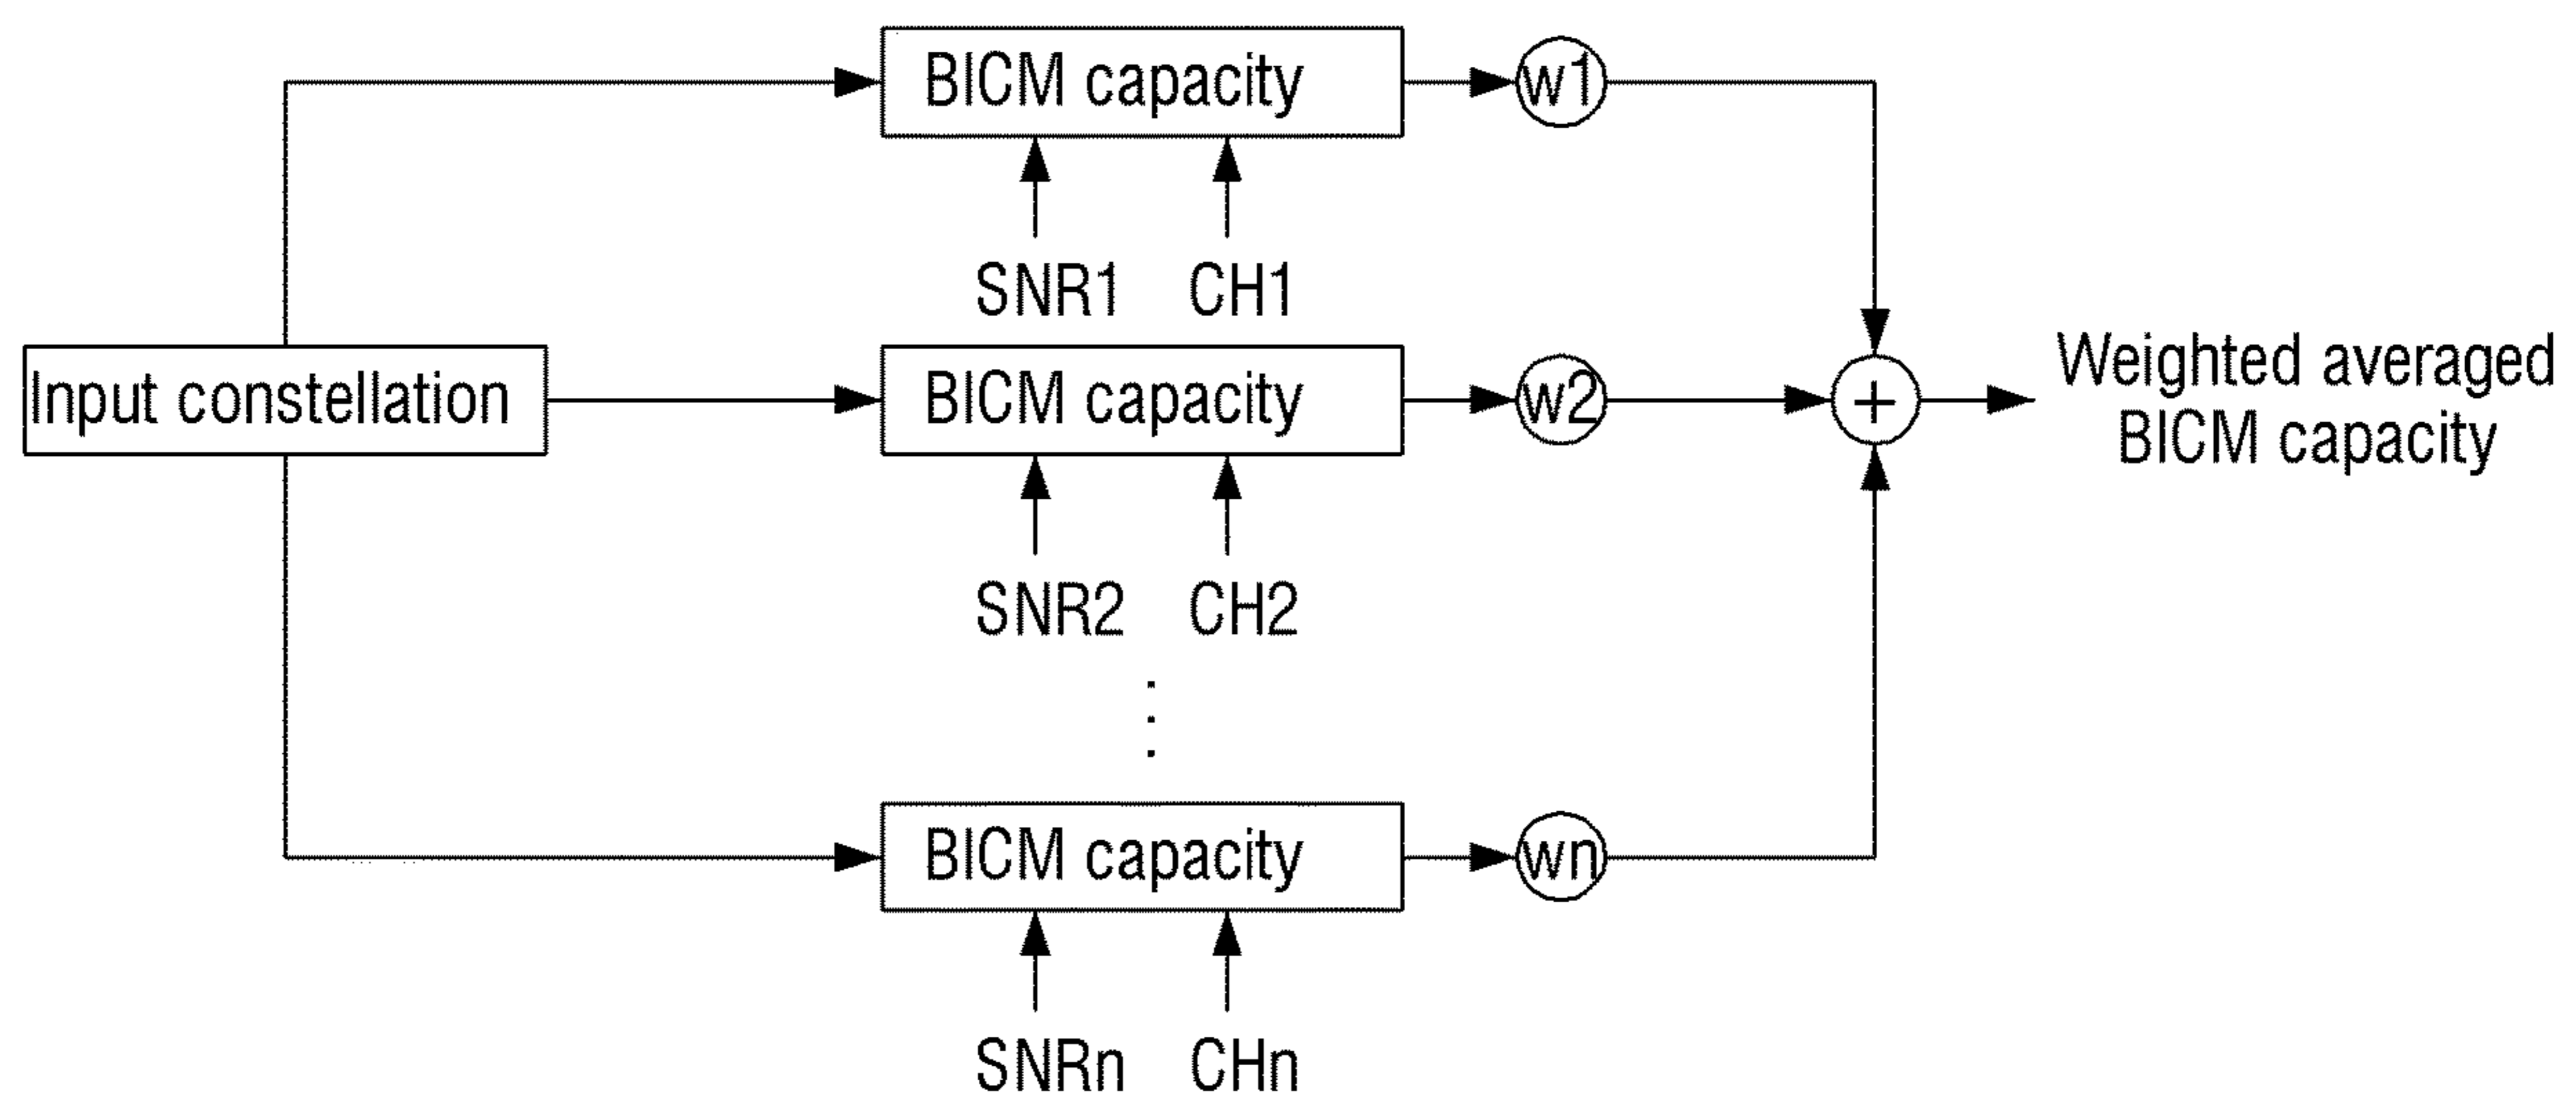 BICM capacity
w1
SNR1 CH1
Input constellation
BICM capacity
w2
+
Weighted averaged
BICM capacity
SNR2 CH2
BICM capacity
wn
SNRn CHn